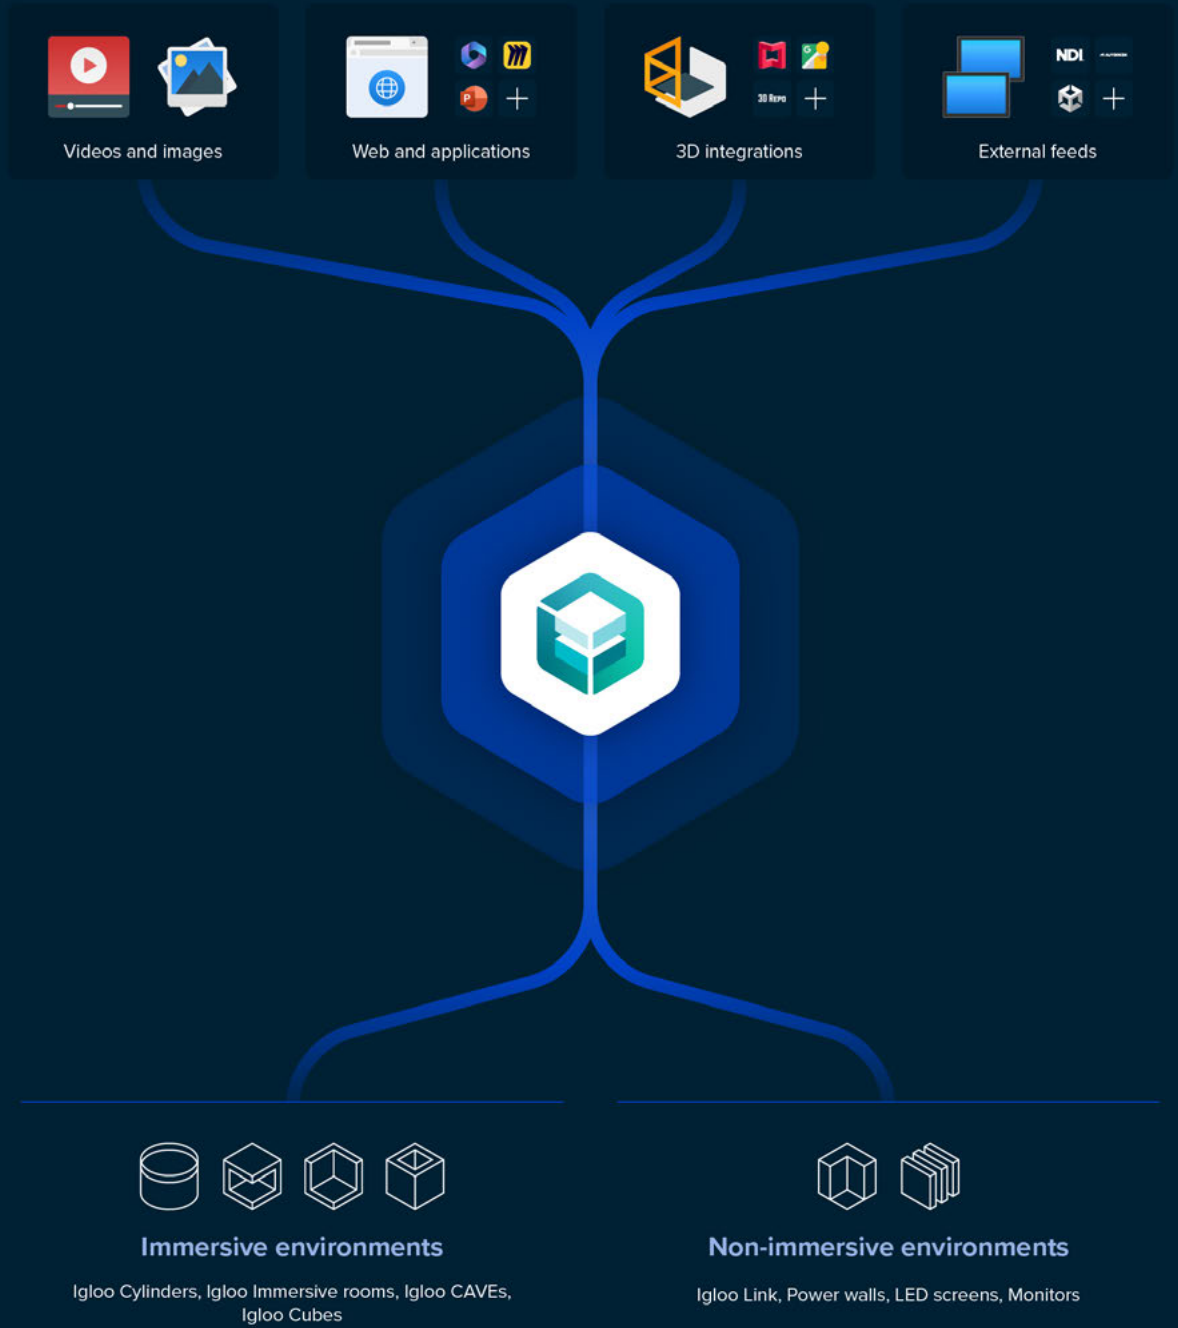 Videos and images
Web and applications
P
3D integrations
G
3D REPO
External feeds
NDI
AUTODESK
Immersive environments
Igloo Cylinders, Igloo Immersive rooms, Igloo CAVEs,
Igloo Cubes
Non-immersive environments
Igloo Link, Power walls, LED screens, Monitors